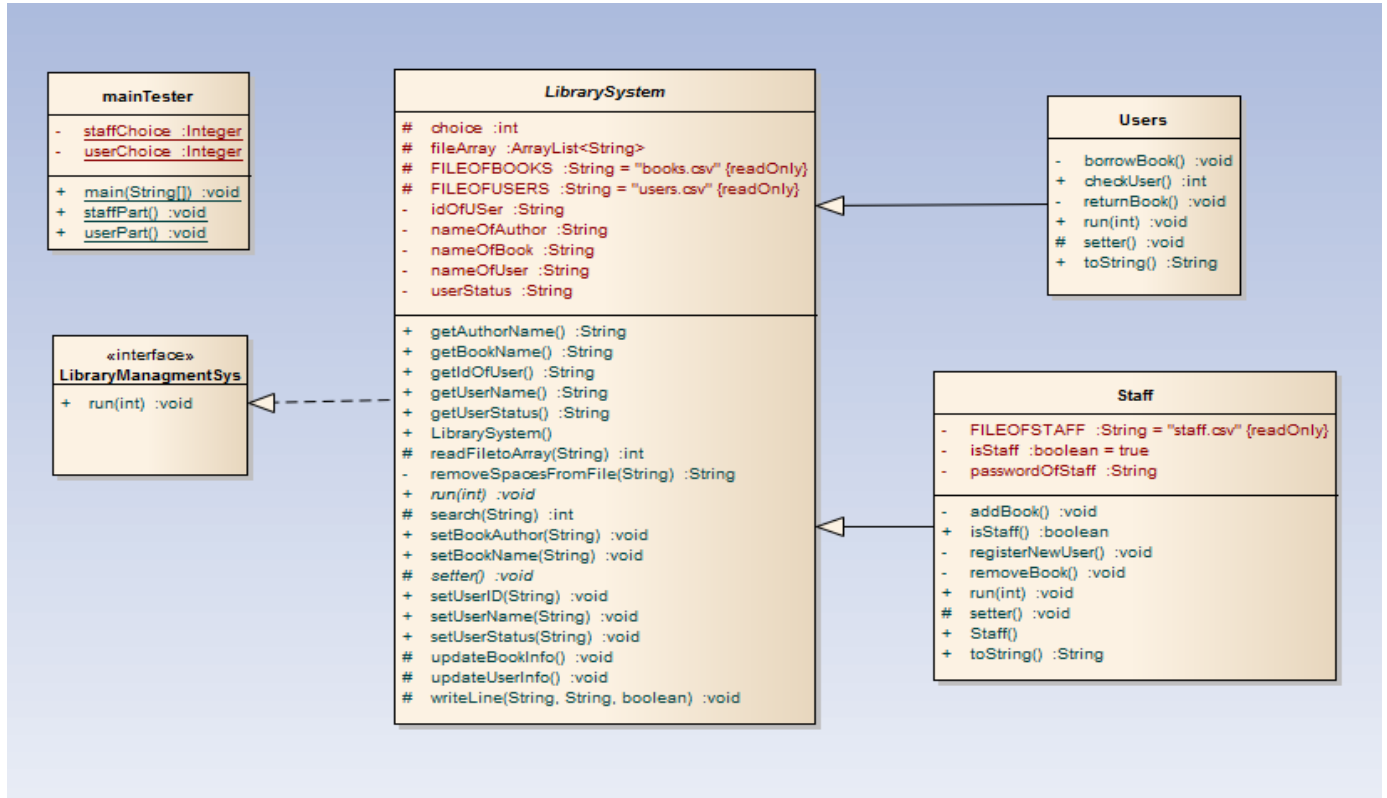 mainTester
- staffChoice :Integer
- userChoice :Integer
+ main(String[]) :void
+ staffPart() :void
+ userPart() :void
«interface»
LibraryManagmentSys
+ run(int) :void
LibrarySystem
# choice :int
# fileArray :ArrayList<String>
# FILEOFBOOKS :String = "books.csv" {readOnly}
# FILEOFUSERS :String = "users.csv" {readOnly}
- idOfUSer :String
- nameOfAuthor :String
- nameOfBook :String
- nameOfUser :String
- userStatus :String
+ getAuthorName() :String
+ getBookName() :String
+ getIdOfUser() :String
+ getUserName() :String
+ getUserStatus() :String
+ LibrarySystem()
# readFiletoArray(String) :int
- removeSpacesFromFile(String) :String
+ run(int) :void
# search(String) :int
+ setBookAuthor(String) :void
+ setBookName(String) :void
# setter() :void
+ setUserID(String) :void
+ setUserName(String) :void
+ setUserStatus(String) :void
# updateBookInfo() :void
# updateUserInfo() :void
# writeLine(String, String, boolean) :void
Users
- borrowBook() :void
+ checkUser() :int
- returnBook() :void
+ run(int) :void
# setter() :void
+ toString() :String
Staff
- FILEOFSTAFF :String = "staff.csv" {readOnly}
- isStaff :boolean = true
- passwordOfStaff :String
- addBook() :void
+ isStaff() :boolean
- registerNewUser() :void
- removeBook() :void
+ run(int) :void
# setter() :void
+ Staff()
+ toString() :String